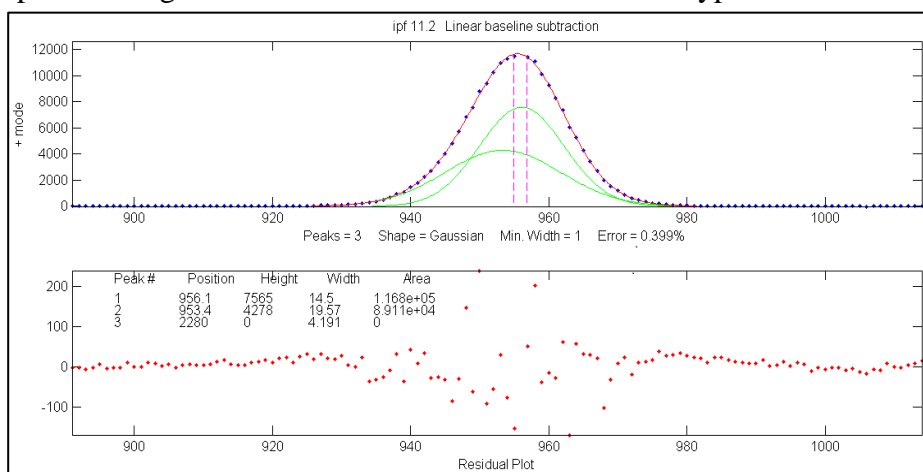 ipf 11.2 Linear baseline subtraction
12000
10000
8000
6000
4000
2000
0
+ mode
900 920 940 960 980 1000
Peaks = 3 Shape = Gaussian Min. Width = 1 Error = 0.399%
Peak # Position Height Width Area
1 956.1 7565 14.5 1.168e+05
2 953.4 4278 19.57 8.911e+04
3 2280 0 4.191 0
200
100
0
-100
900 920 940 960 980 1000
Residual Plot